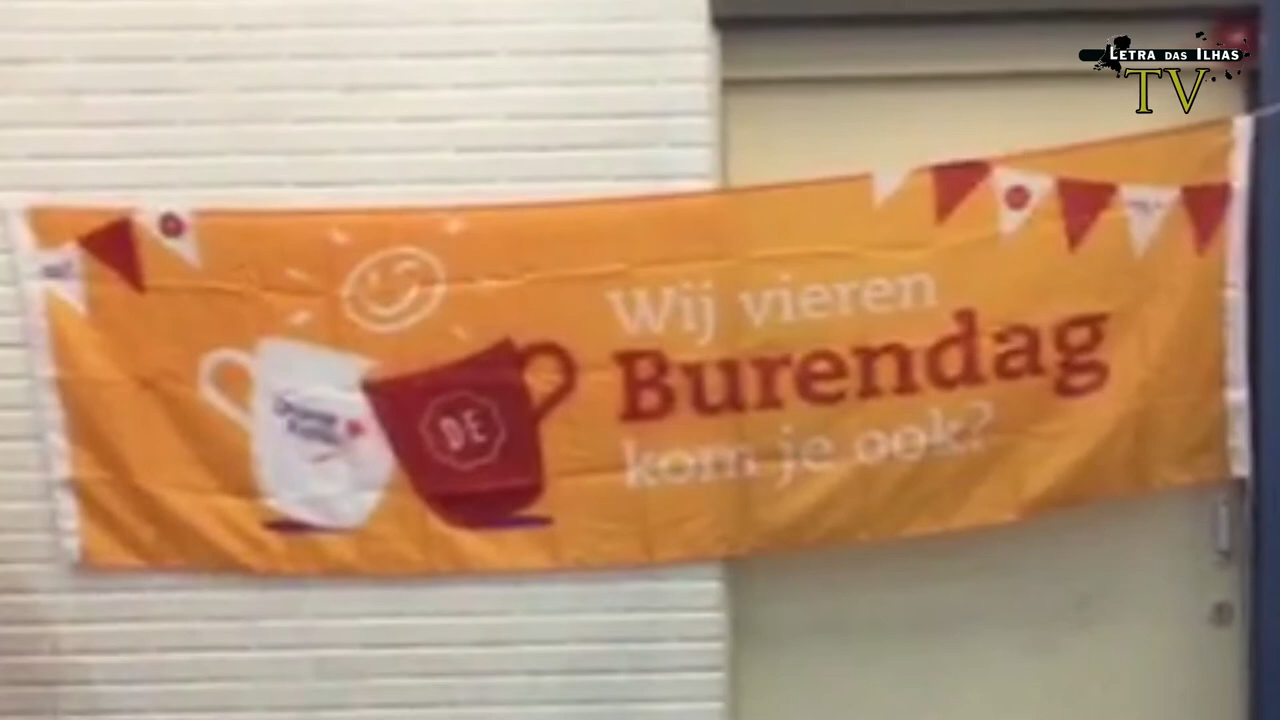 LETRA DAS ILHAS
TV
Wij vieren
Burendag
kom je ook?
DE